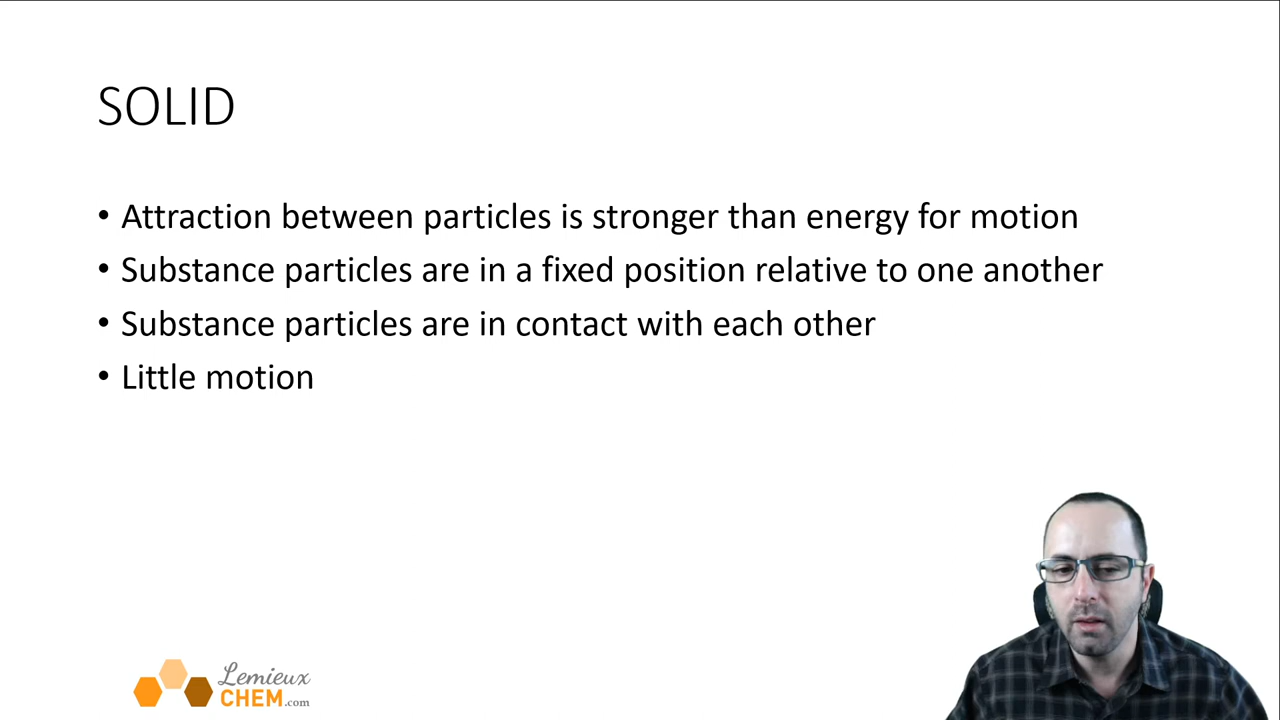 SOLID
• Attraction between particles is stronger than energy for motion
• Substance particles are in a fixed position relative to one another
• Substance particles are in contact with each other
• Little motion
Lemieux
CHEM.com